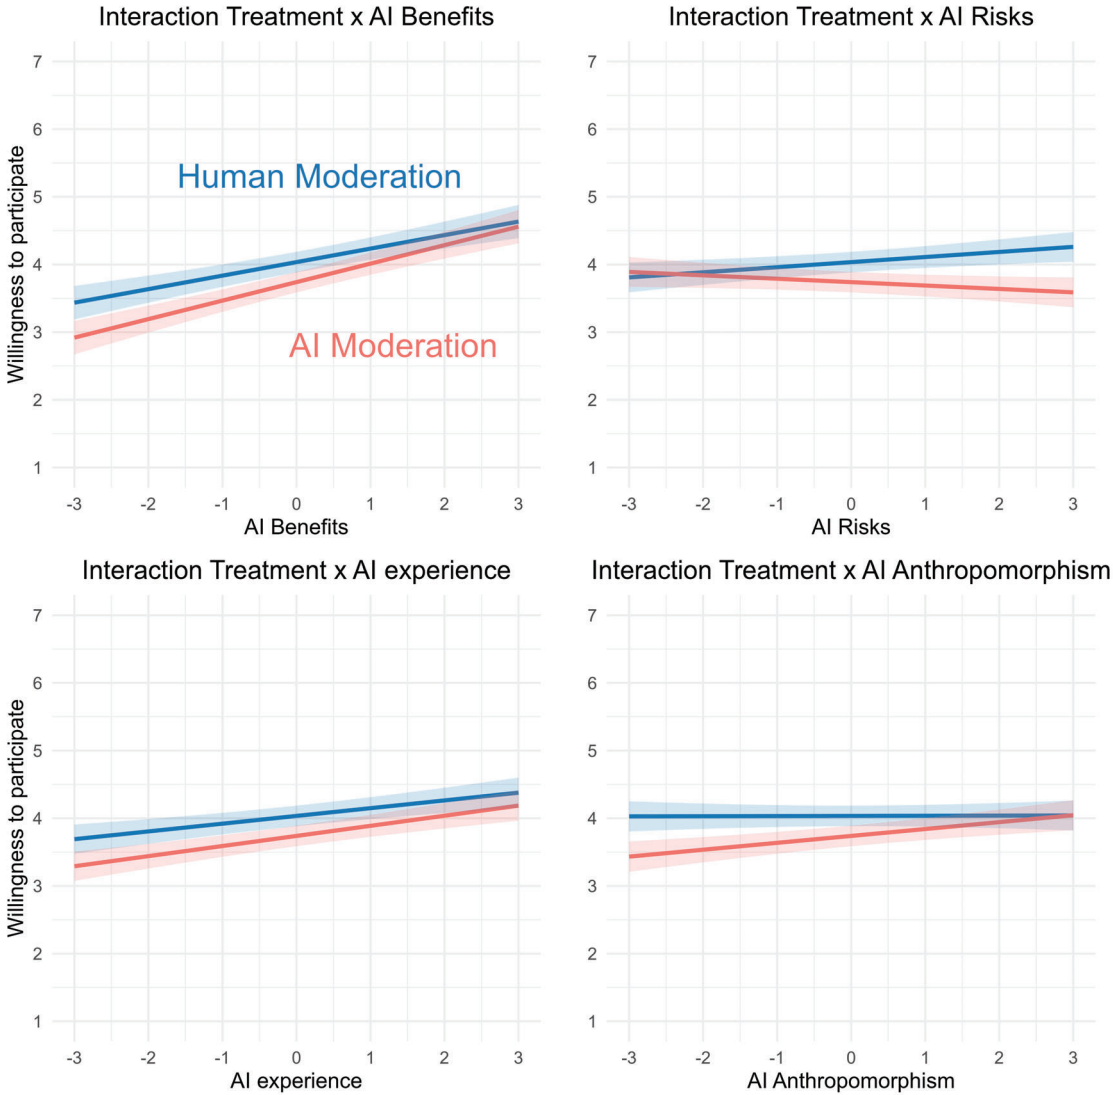 Interaction Treatment x AI Benefits
7
6
5
4
3
2
1
Willingness to participate
Human Moderation
AI Moderation
-3 -2 -1 0 1 2 3
AI Benefits
Interaction Treatment x AI Risks
7
6
5
4
3
2
1
-3 -2 -1 0 1 2 3
AI Risks
Interaction Treatment x AI experience
7
6
5
4
3
2
1
Willingness to participate
-3 -2 -1 0 1 2 3
AI experience
Interaction Treatment x AI Anthropomorphism
7
6
5
4
3
2
1
-3 -2 -1 0 1 2 3
AI Anthropomorphism